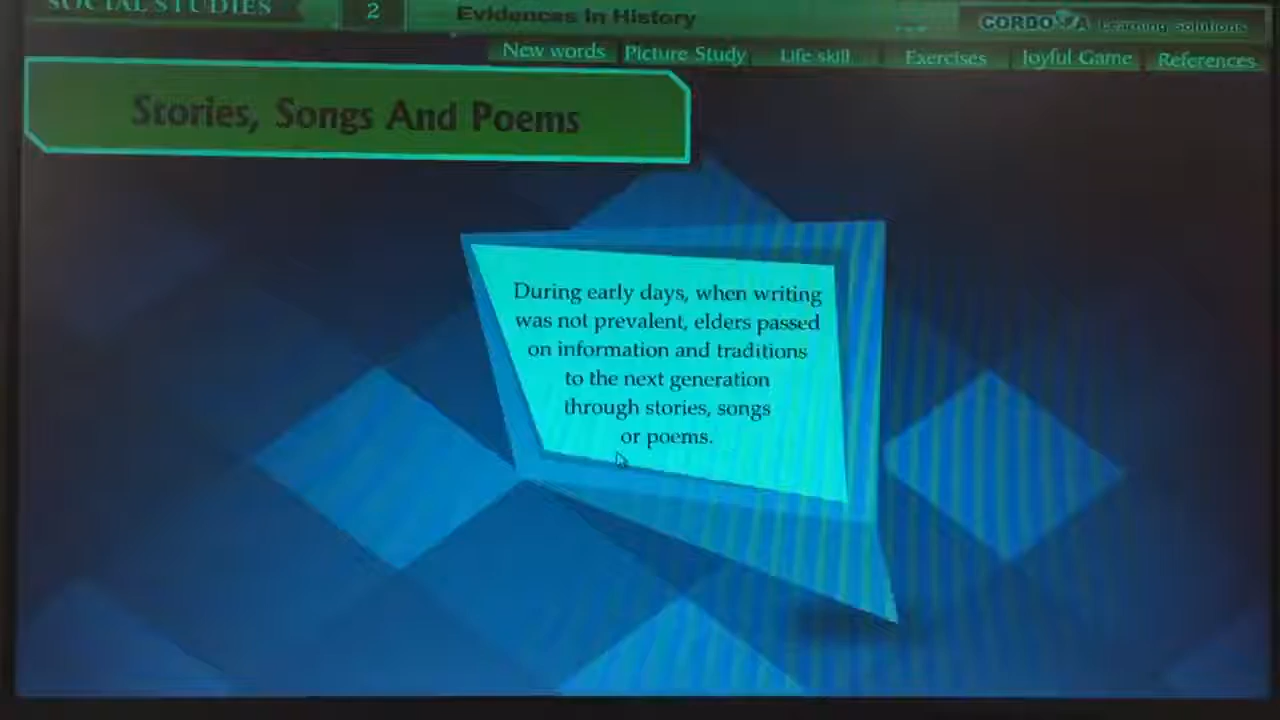 SOCIAL STUDIES
2
Evidences In History
CORDOVA Learning Solutions
New words
Picture Study
Life skill
Exercises
Joyful Game
References
Stories, Songs And Poems
During early days, when writing
was not prevalent, elders passed
on information and traditions
to the next generation
through stories, songs
or poems.